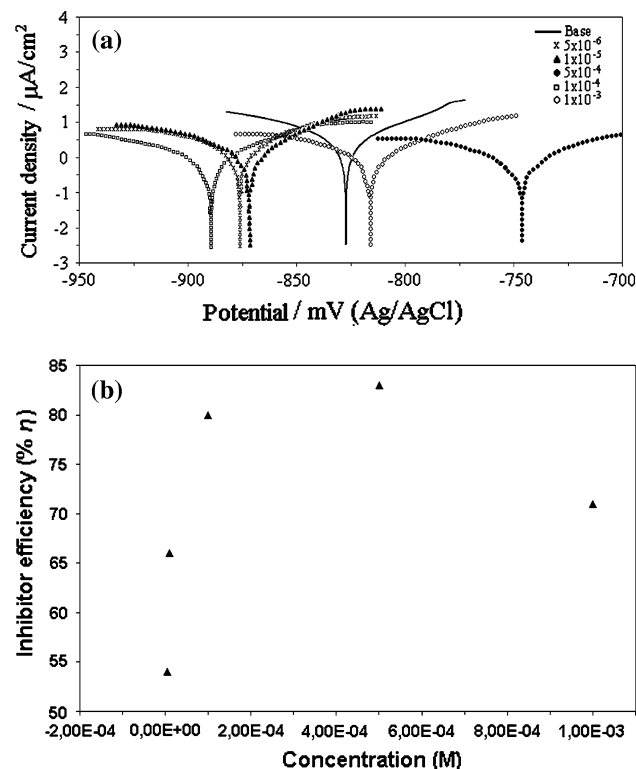 (a)
4
3
2
1
0
-1
-2
-3
Current density / µA/cm²
Base
5x10⁻⁶
1x10⁻⁵
5x10⁻⁴
1x10⁻⁴
1x10⁻³
-950
-900
-850
-800
-750
-700
Potential / mV (Ag/AgCl)
(b)
85
80
75
70
65
60
55
50
Inhibitor efficiency (% η)
-2,00E-04
0,00E+00
2,00E-04
4,00E-04
6,00E-04
8,00E-04
1,00E-03
Concentration (M)